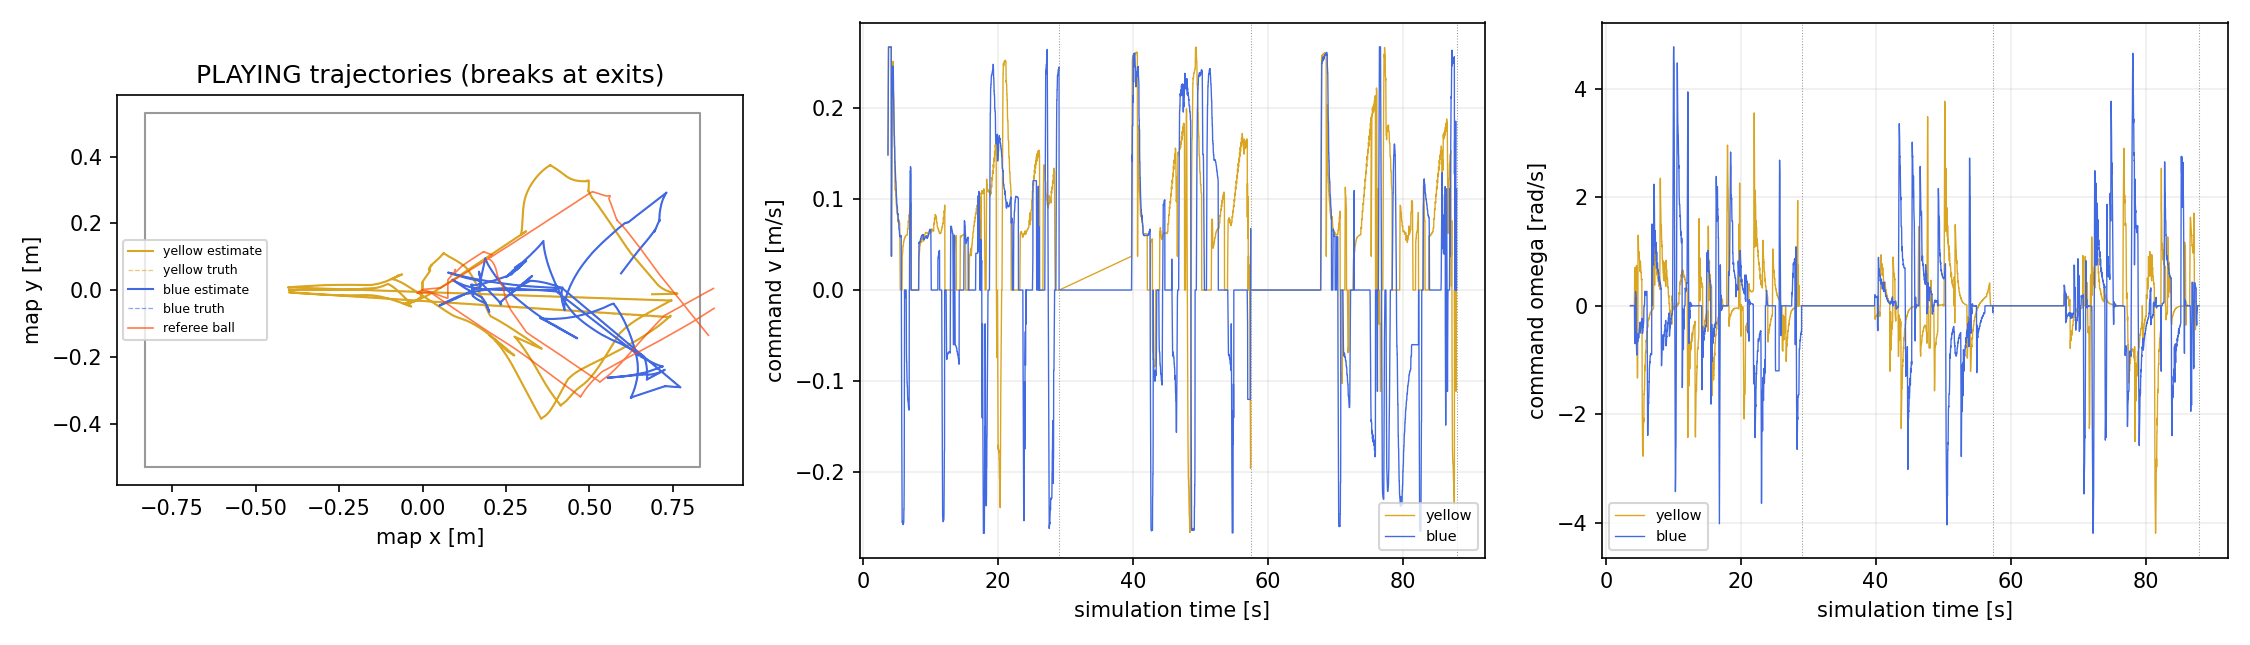 PLAYING trajectories (breaks at exits)
map y [m]
0.4
0.2
0.0
−0.2
−0.4
yellow estimate
yellow truth
blue estimate
blue truth
referee ball
−0.75
−0.50
−0.25
0.00
0.25
0.50
0.75
map x [m]
command v [m/s]
0.2
0.1
0.0
−0.1
−0.2
yellow
blue
0
20
40
60
80
simulation time [s]
command omega [rad/s]
4
2
0
−2
−4
yellow
blue
0
20
40
60
80
simulation time [s]